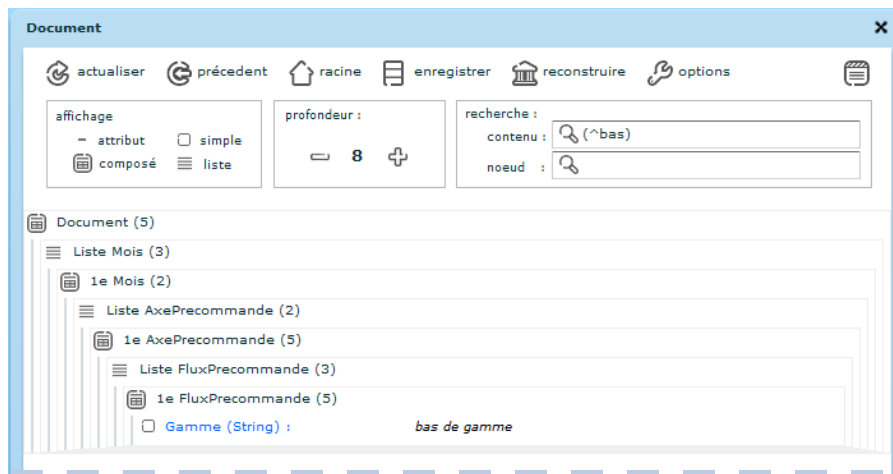 Document
actualiser précedent racine enregistrer reconstruire options
affichage
attribut simple
composé liste
profondeur :
8
recherche :
contenu : (^bas)
noeud :
Document (5)
Liste Mois (3)
1e Mois (2)
Liste AxePrecommande (2)
1e AxePrecommande (5)
Liste FluxPrecommande (3)
1e FluxPrecommande (5)
Gamme (String) : bas de gamme